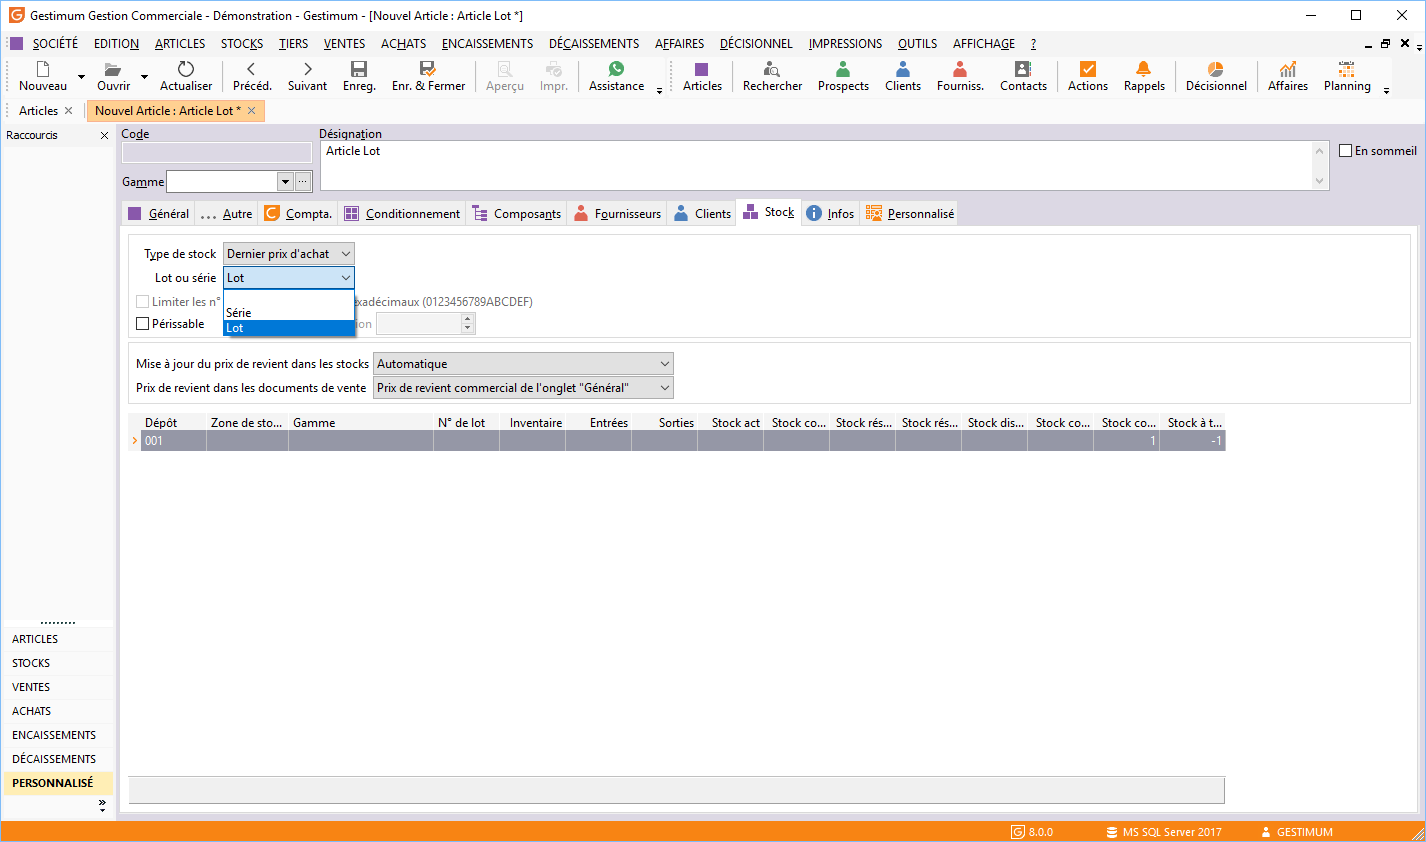 Gestimum Gestion Commerciale - Démonstration - Gestimum - [Nouvel Article : Article Lot *]
SOCIÉTÉ EDITION ARTICLES STOCKS TIERS VENTES ACHATS ENCAISSEMENTS DÉCAISSEMENTS AFFAIRES DÉCISIONNEL IMPRESSIONS OUTILS AFFICHAGE ?
Nouveau Ouvrir Actualiser Précéd. Suivant Enreg. Enr. & Fermer Aperçu Impr. Assistance Articles Rechercher Prospects Clients Fourniss. Contacts Actions Rappels Décisionnel Affaires Planning
Articles Nouvel Article : Article Lot *
Raccourcis
Code Désignation
Article Lot
En sommeil
Gamme
Général Autre Compta. Conditionnement Composants Fournisseurs Clients Stock Infos Personnalisé
Type de stock Dernier prix d'achat
Lot ou série Lot
Limiter les n° xadécimaux (0123456789ABCDEF)
Série
Périssable ion
Lot
Mise à jour du prix de revient dans les stocks Automatique
Prix de revient dans les documents de vente Prix de revient commercial de l'onglet "Général"
Dépôt Zone de sto... Gamme N° de lot Inventaire Entrées Sorties Stock act Stock co... Stock rés... Stock rés... Stock dis... Stock co... Stock co... Stock à t...
001 1 -1
ARTICLES
STOCKS
VENTES
ACHATS
ENCAISSEMENTS
DÉCAISSEMENTS
PERSONNALISÉ
8.0.0 MS SQL Server 2017 GESTIMUM